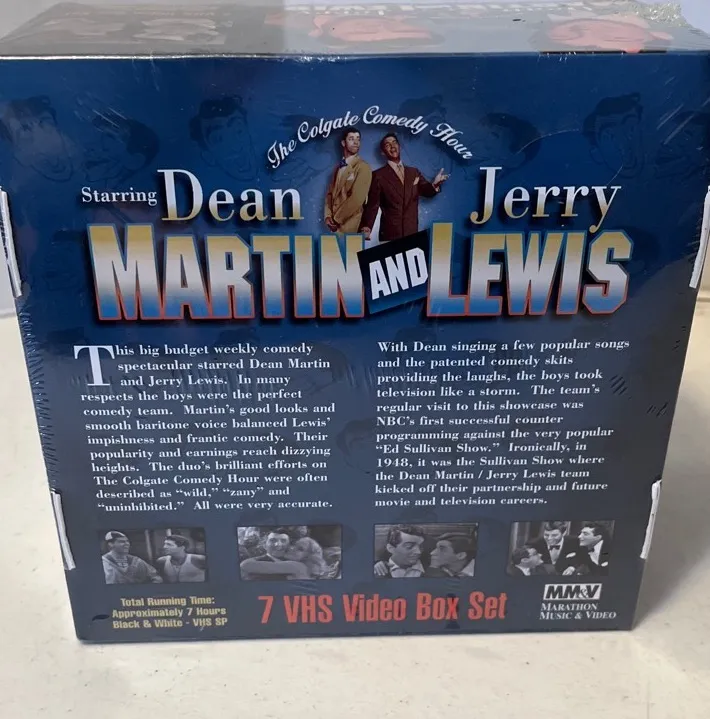 The Colgate Comedy Hour
Starring Dean Jerry
MARTIN AND LEWIS
This big budget weekly comedy
spectacular starred Dean Martin
and Jerry Lewis. In many
respects the boys were the perfect
comedy team. Martin's good looks and
smooth baritone voice balanced Lewis'
impishness and frantic comedy. Their
popularity and earnings reach dizzying
heights. The duo's brilliant efforts on
The Colgate Comedy Hour were often
described as "wild," "zany" and
"uninhibited." All were very accurate.
With Dean singing a few popular songs
and the patented comedy skits
providing the laughs, the boys took
television like a storm. The team's
regular visit to this showcase was
NBC's first successful counter
programming against the very popular
"Ed Sullivan Show." Ironically, in
1948, it was the Sullivan Show where
the Dean Martin / Jerry Lewis team
kicked off their partnership and future
movie and television careers.
Total Running Time:
Approximately 7 Hours
Black & White - VHS SP
7 VHS Video Box Set
MM&V
MARATHON
MUSIC & VIDEO